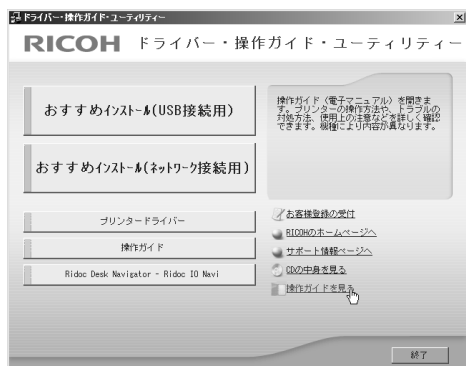 ドライバー・操作ガイド・ユーティリティー
RICOH ドライバー・操作ガイド・ユーティリティー
おすすめインストール(USB接続用)
おすすめインストール(ネットワーク接続用)
プリンタードライバー
操作ガイド
Ridoc Desk Navigator - Ridoc IO Navi
操作ガイド(電子マニュアル)を開きま
す。プリンターの操作方法や、トラブルの
対処方法、使用上の注意などを詳しく確認
できます。機種により内容が異なります。
お客様登録の受付
RICOHのホームページへ
サポート情報ページへ
CDの中身を見る
操作ガイドを見る
終了